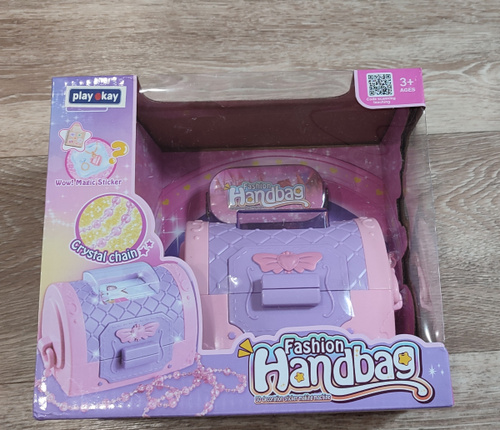 play okay
3+
AGES
Wow! Magic Sticker
Crystal chain
Fashion
Handbag
Fashion
Handbag